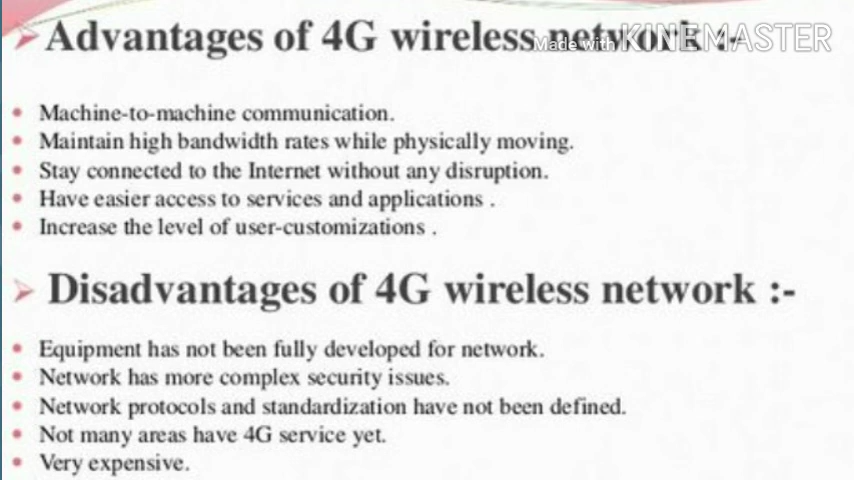 Advantages of 4G wireless network :-
Made with KINEMASTER
Machine-to-machine communication.
Maintain high bandwidth rates while physically moving.
Stay connected to the Internet without any disruption.
Have easier access to services and applications .
Increase the level of user-customizations .
Disadvantages of 4G wireless network :-
Equipment has not been fully developed for network.
Network has more complex security issues.
Network protocols and standardization have not been defined.
Not many areas have 4G service yet.
Very expensive.